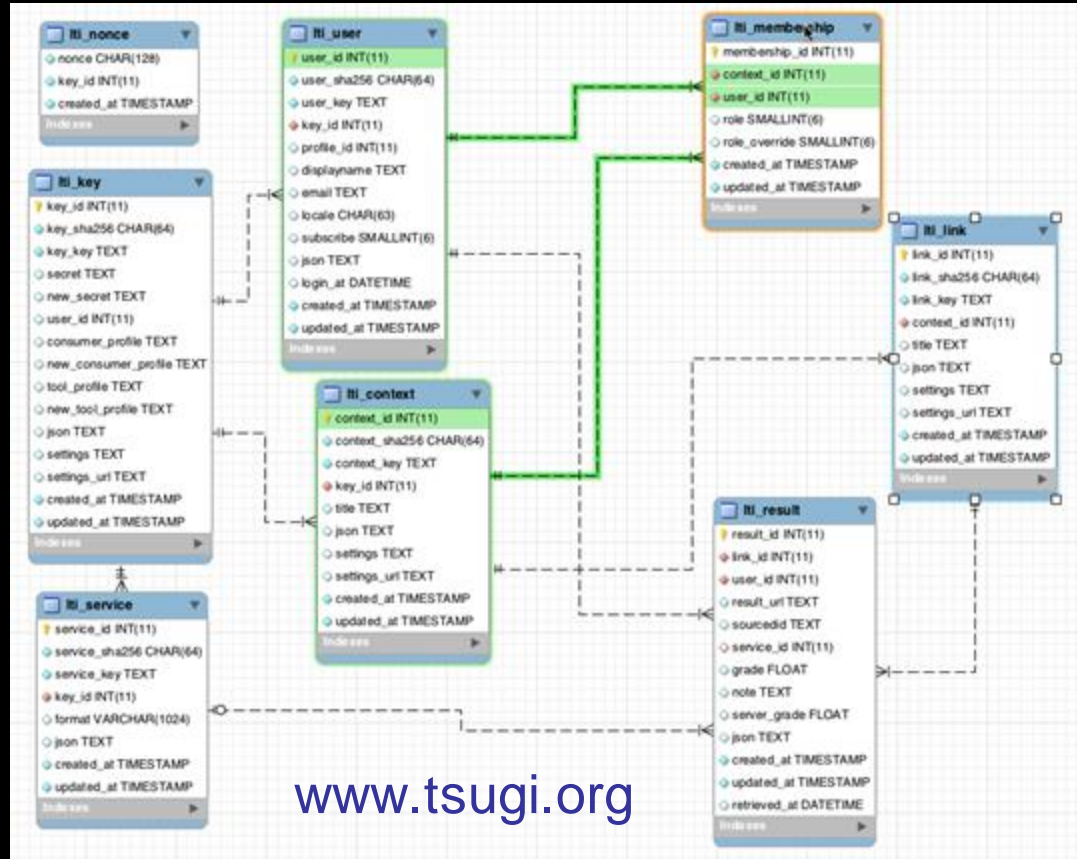 lti_nonce
nonce CHAR(128)
key_id INT(11)
created_at TIMESTAMP
Indexes
lti_user
user_id INT(11)
user_sha256 CHAR(64)
user_key TEXT
key_id INT(11)
profile_id INT(11)
displayname TEXT
email TEXT
locale CHAR(63)
subscribe SMALLINT(6)
json TEXT
login_at DATETIME
created_at TIMESTAMP
updated_at TIMESTAMP
Indexes
lti_membership
membership_id INT(11)
context_id INT(11)
user_id INT(11)
role SMALLINT(6)
role_override SMALLINT(6)
created_at TIMESTAMP
updated_at TIMESTAMP
Indexes
lti_key
key_id INT(11)
key_sha256 CHAR(64)
key_key TEXT
secret TEXT
new_secret TEXT
user_id INT(11)
consumer_profile TEXT
new_consumer_profile TEXT
tool_profile TEXT
new_tool_profile TEXT
json TEXT
settings TEXT
settings_url TEXT
created_at TIMESTAMP
updated_at TIMESTAMP
Indexes
lti_link
link_id INT(11)
link_sha256 CHAR(64)
link_key TEXT
context_id INT(11)
title TEXT
json TEXT
settings TEXT
settings_url TEXT
created_at TIMESTAMP
updated_at TIMESTAMP
Indexes
lti_context
context_id INT(11)
context_sha256 CHAR(64)
context_key TEXT
key_id INT(11)
title TEXT
json TEXT
settings TEXT
settings_url TEXT
created_at TIMESTAMP
updated_at TIMESTAMP
Indexes
lti_result
result_id INT(11)
link_id INT(11)
user_id INT(11)
result_url TEXT
sourcedid TEXT
service_id INT(11)
grade FLOAT
note TEXT
server_grade FLOAT
json TEXT
created_at TIMESTAMP
updated_at TIMESTAMP
retrieved_at DATETIME
Indexes
lti_service
service_id INT(11)
service_sha256 CHAR(64)
service_key TEXT
key_id INT(11)
format VARCHAR(1024)
json TEXT
created_at TIMESTAMP
updated_at TIMESTAMP
Indexes
www.tsugi.org